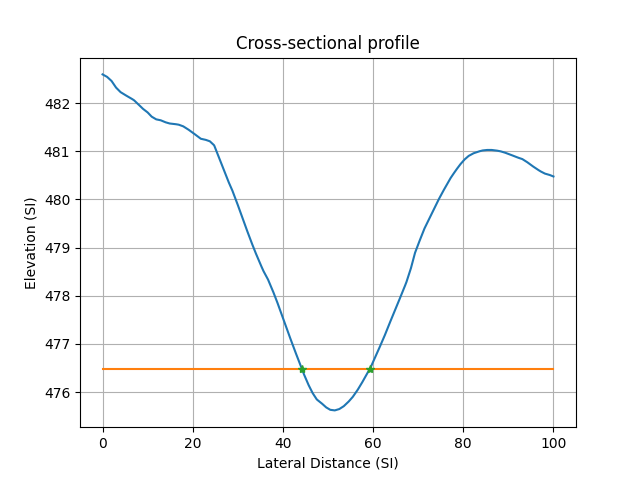 Cross-sectional profile
Elevation (SI)
482
481
480
479
478
477
476
0 20 40 60 80 100
Lateral Distance (SI)